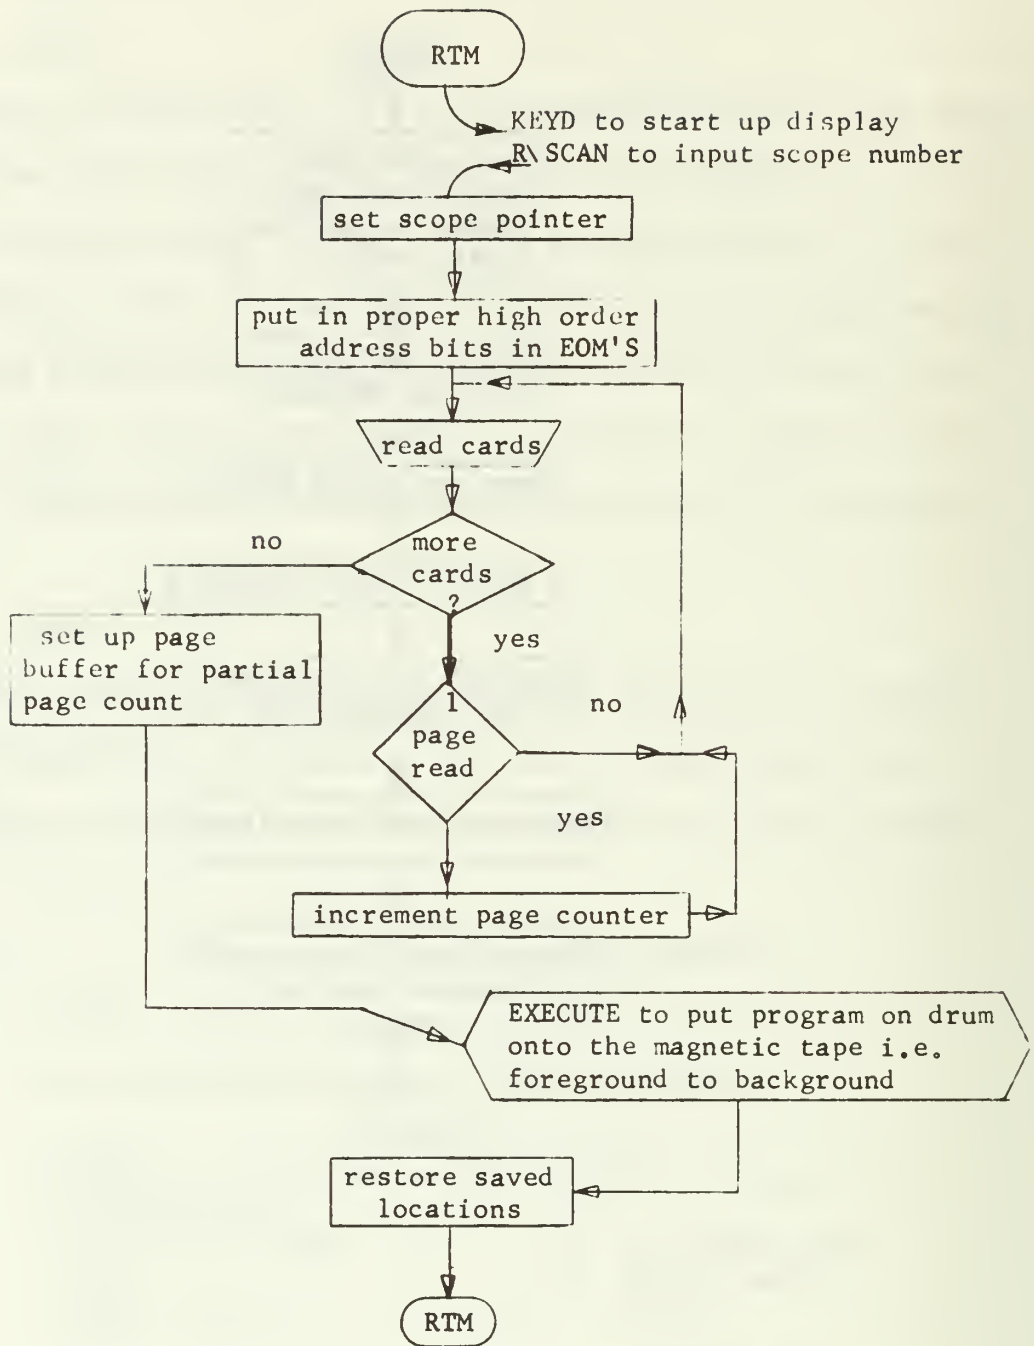 RTM
KEYD to start up display
R\SCAN to input scope number
set scope pointer
put in proper high order
address bits in EOM'S
read cards
no
more
cards
?
yes
set up page
buffer for partial
page count
1
page
read
no
yes
increment page counter
EXECUTE to put program on drum
onto the magnetic tape i.e.
foreground to background
restore saved
locations
RTM